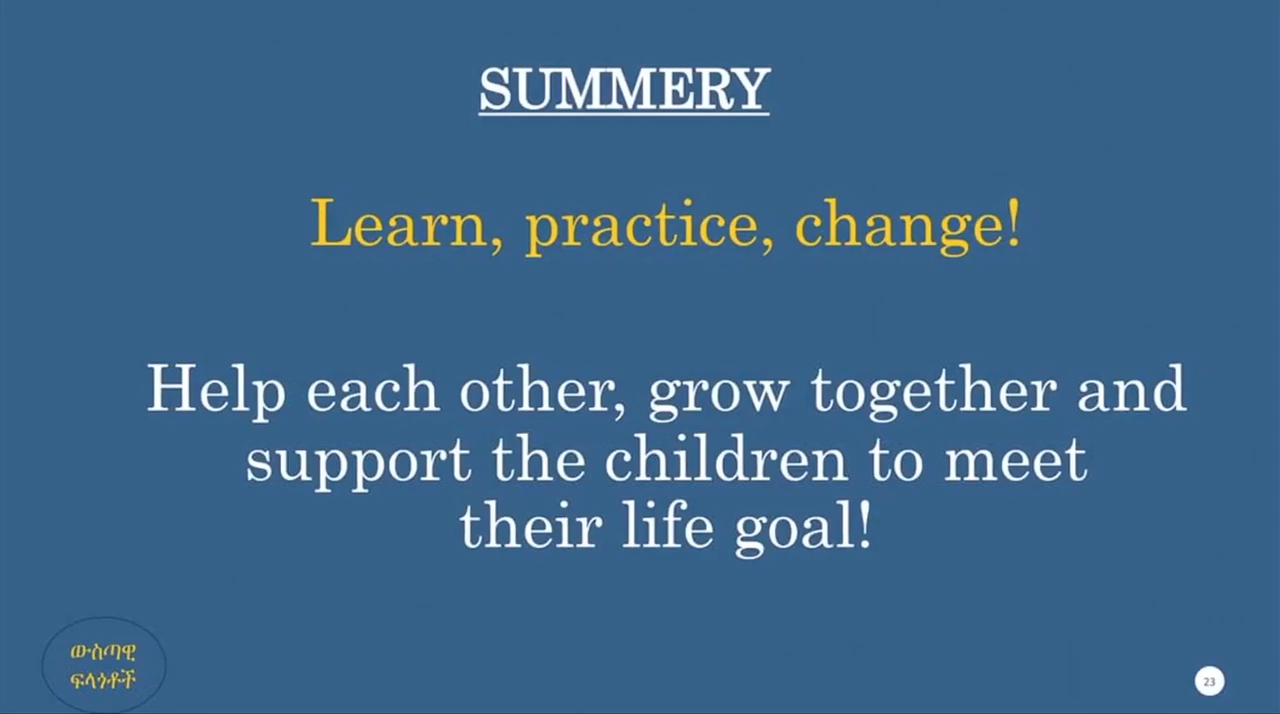 SUMMERY
Learn, practice, change!
Help each other, grow together and
support the children to meet
their life goal!
ውስጣዊ
ፍላጎቶች
23